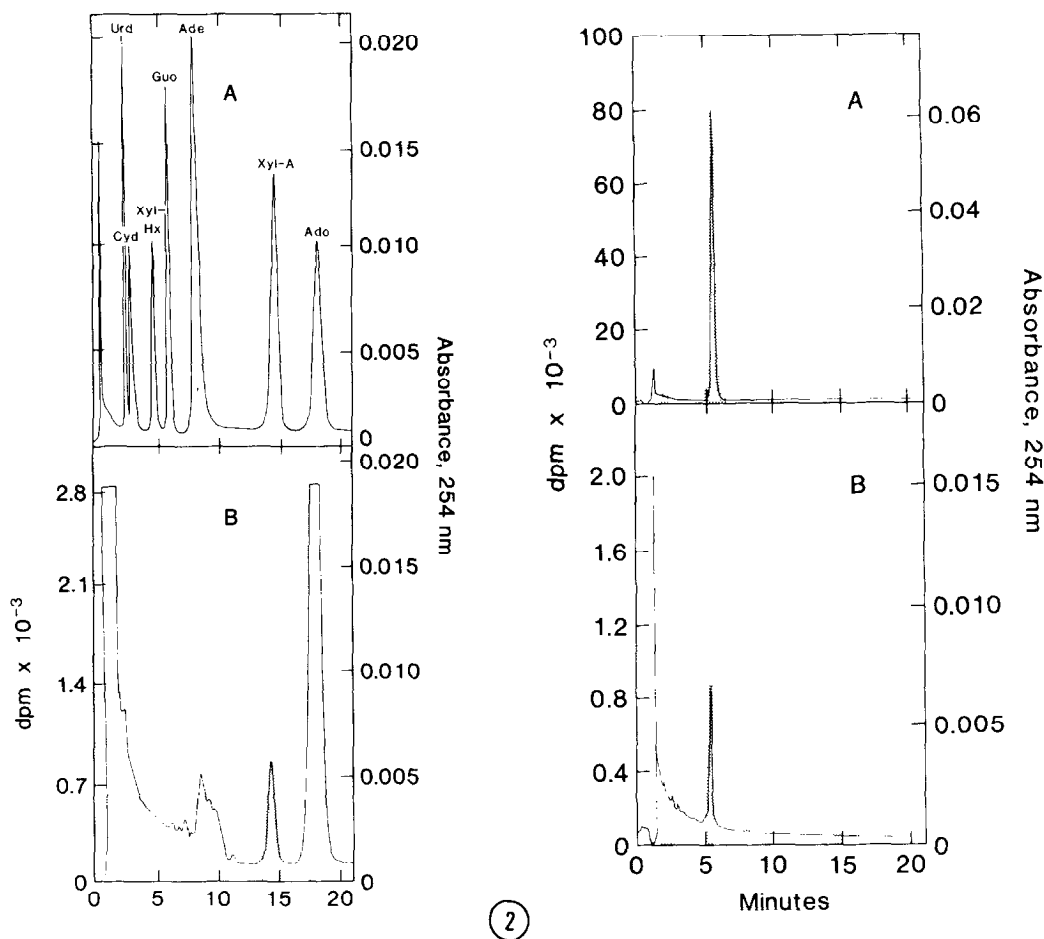 Urd
Ade
Guo
A
Xyl-A
Xyl-
Hx
Cyd
Ado
0.020
0.015
0.010
0.005
0
Absorbance, 254 nm
B
2.8
2.1
1.4
0.7
0
dpm x 10⁻³
0.020
0.015
0.010
0.005
0
0 5 10 15 20
A
100
80
60
40
20
0
dpm x 10⁻³
0.06
0.04
0.02
0
Absorbance, 254 nm
B
2.0
1.6
1.2
0.8
0.4
0
0.015
0.010
0.005
0
0 5 10 15 20
Minutes
2